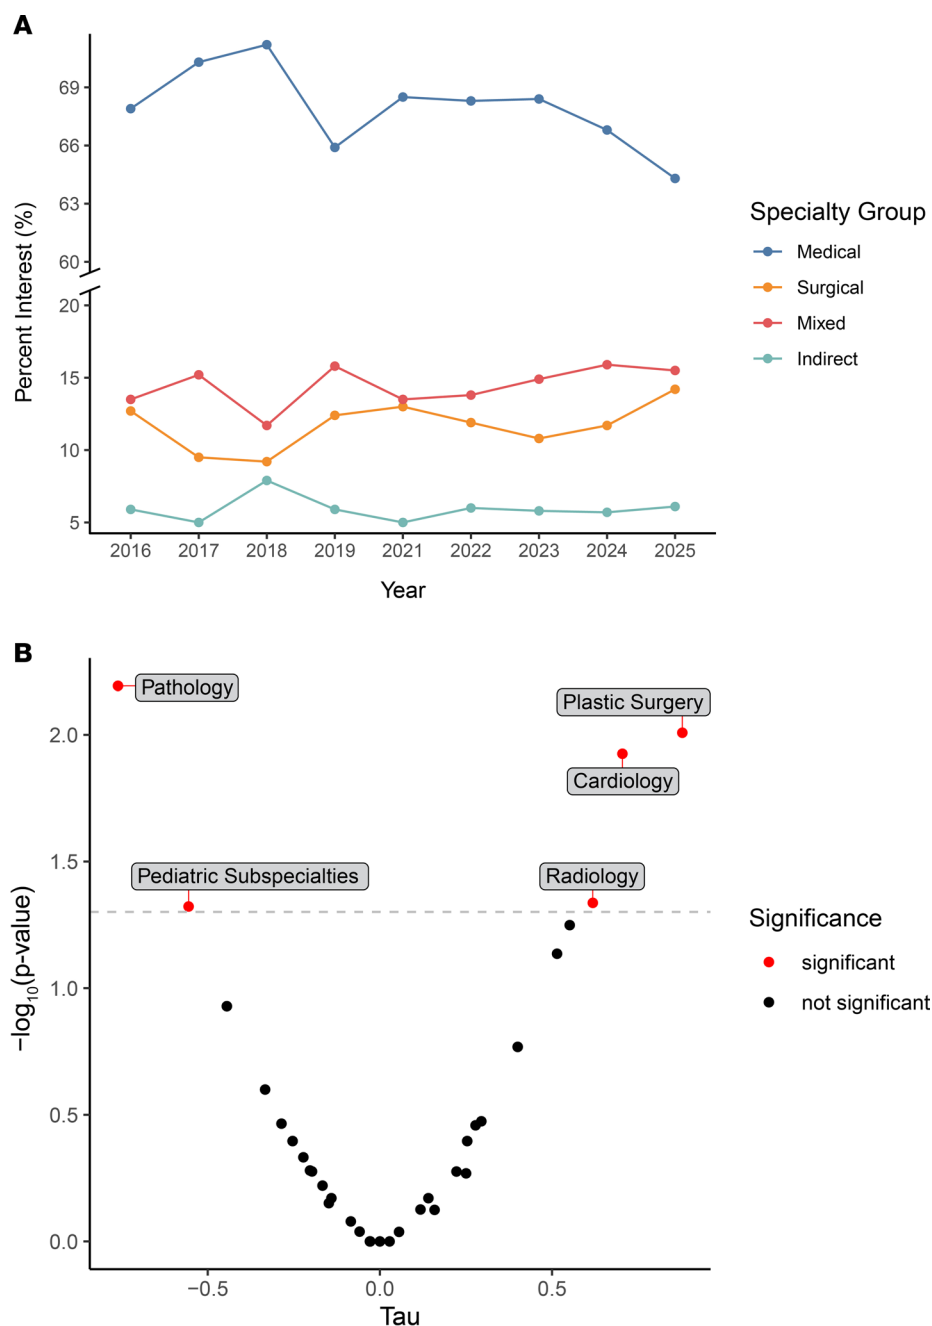 A
69
66
63
60
20
15
10
5
Percent Interest (%)
2016 2017 2018 2019 2021 2022 2023 2024 2025
Year
Specialty Group
Medical
Surgical
Mixed
Indirect
B
Pathology
Plastic Surgery
Cardiology
Pediatric Subspecialties
Radiology
2.0
1.5
1.0
0.5
0.0
−log10(p-value)
−0.5 0.0 0.5
Tau
Significance
significant
not significant